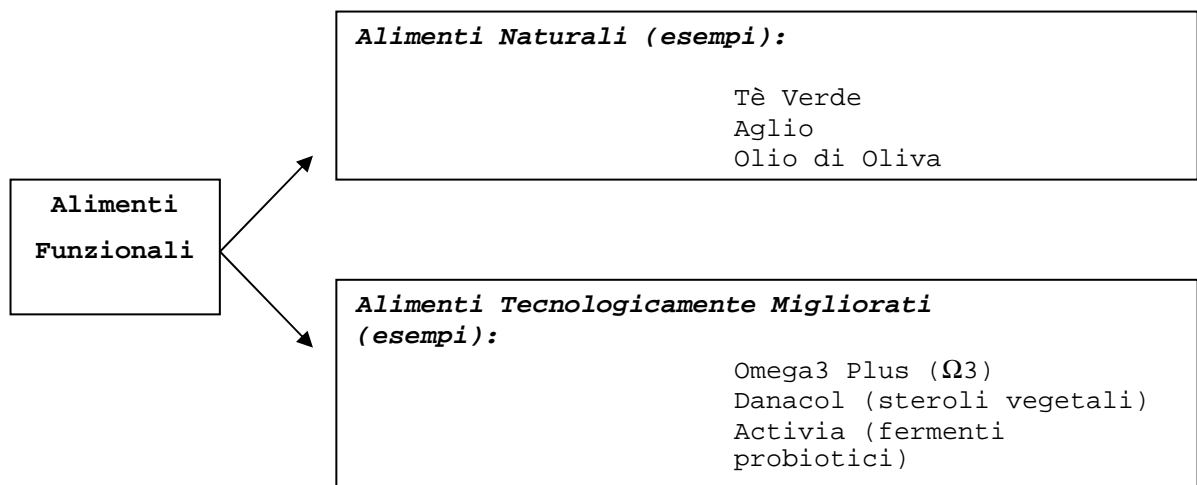 Alimenti Naturali (esempi):
Tè Verde
Aglio
Olio di Oliva
Alimenti
Funzionali
Alimenti Tecnologicamente Migliorati
(esempi):
Omega3 Plus (Ω3)
Danacol (steroli vegetali)
Activia (fermenti
probiotici)